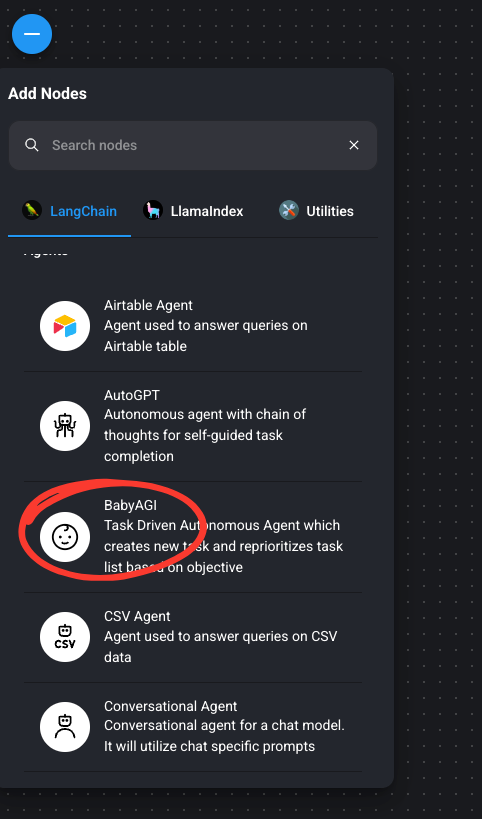 Add Nodes
Search nodes
LangChain
LlamaIndex
Utilities
Agents
Airtable Agent
Agent used to answer queries on
Airtable table
AutoGPT
Autonomous agent with chain of
thoughts for self-guided task
completion
BabyAGI
Task Driven Autonomous Agent which
creates new task and reprioritizes task
list based on objective
CSV
CSV Agent
Agent used to answer queries on CSV
data
Conversational Agent
Conversational agent for a chat model.
It will utilize chat specific prompts